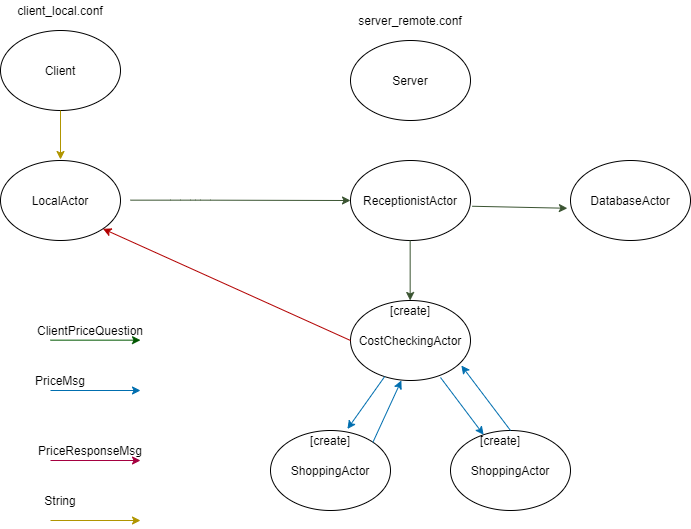 client_local.conf
server_remote.conf
Client
Server
LocalActor
ReceptionistActor
DatabaseActor
[create]
CostCheckingActor
ClientPriceQuestion
PriceMsg
PriceResponseMsg
String
[create]
ShoppingActor
[create]
ShoppingActor